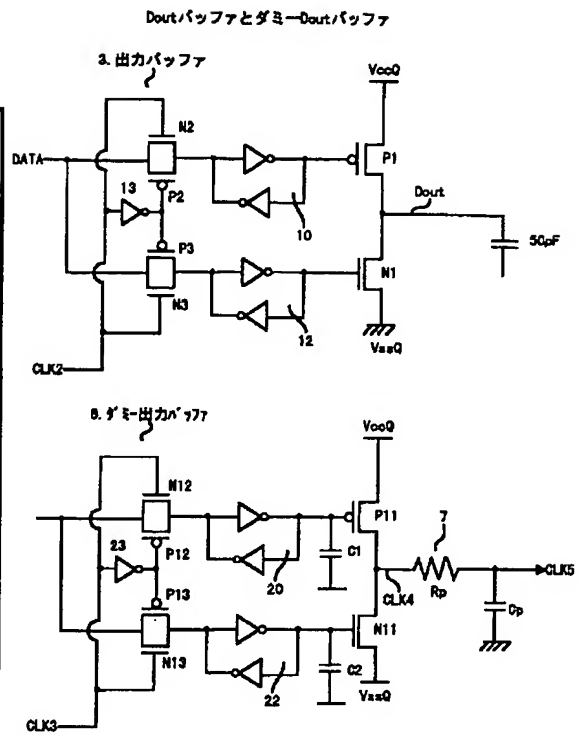 DoutバッファとダミーDoutバッファ
3. 出力バッファ
VccQ
N2
DATA
P1
13
P2
Dout
10
P3
50pF
N1
N3
12
VssQ
CLK2
6. ダミー出力バッファ
VccQ
N12
P11
7
23
P12
C1
20
CLK5
P13
CLK4
Rp
Cp
N11
N13
C2
22
VssQ
CLK3